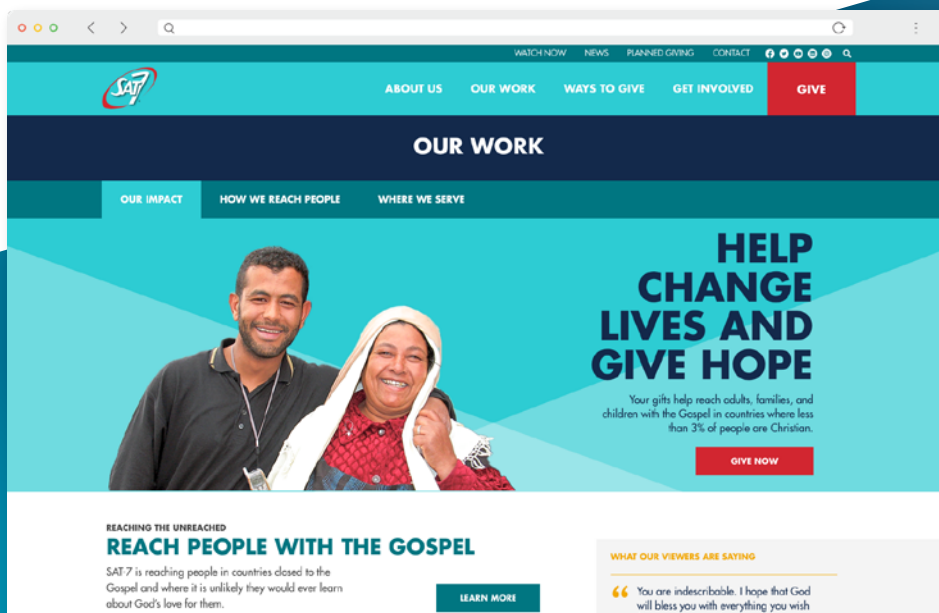 WATCH NOW NEWS PLANNED GIVING CONTACT
SAT7
ABOUT US OUR WORK WAYS TO GIVE GET INVOLVED GIVE
OUR WORK
OUR IMPACT HOW WE REACH PEOPLE WHERE WE SERVE
HELP
CHANGE
LIVES AND
GIVE HOPE
Your gifts help reach adults, families, and
children with the Gospel in countries where less
than 3% of people are Christian.
GIVE NOW
REACHING THE UNREACHED
REACH PEOPLE WITH THE GOSPEL
SAT-7 is reaching people in countries closed to the
Gospel and where it is unlikely they would ever learn
about God's love for them.
LEARN MORE
WHAT OUR VIEWERS ARE SAYING
“ You are indescribable. I hope that God
will bless you with everything you wish